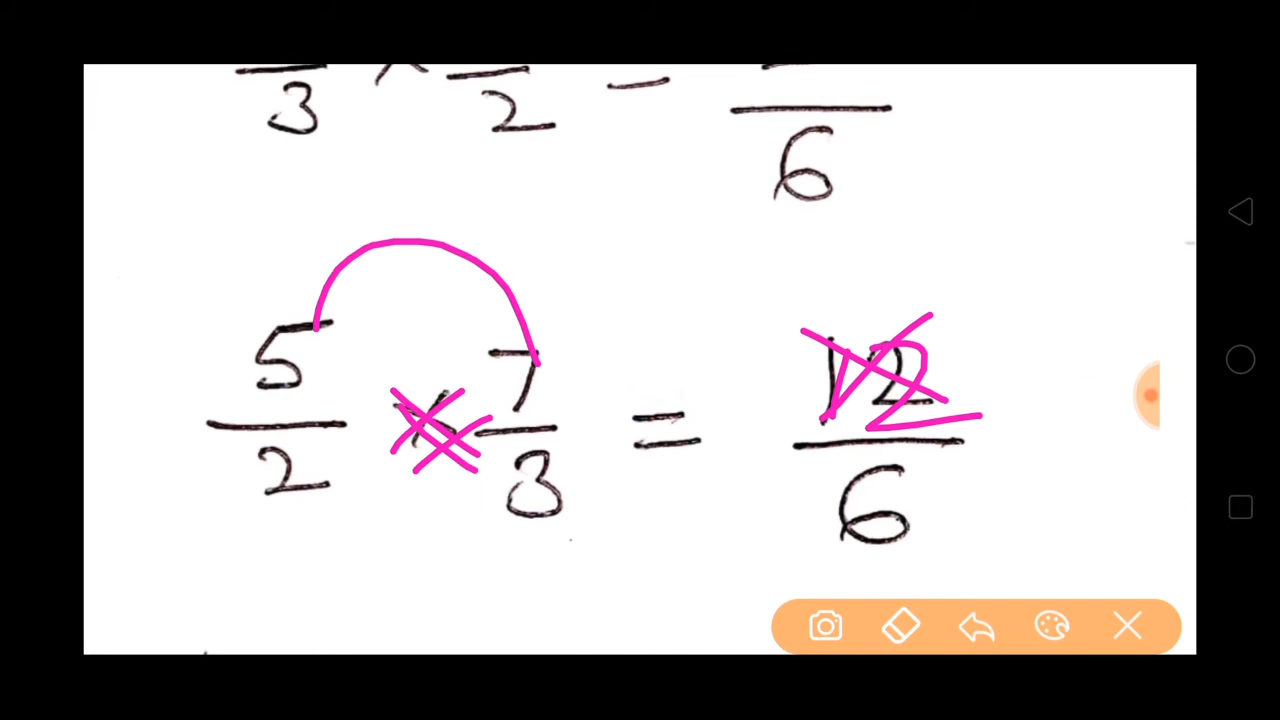 3 × 2 = 6
5/2 × 7/3 = 12/6